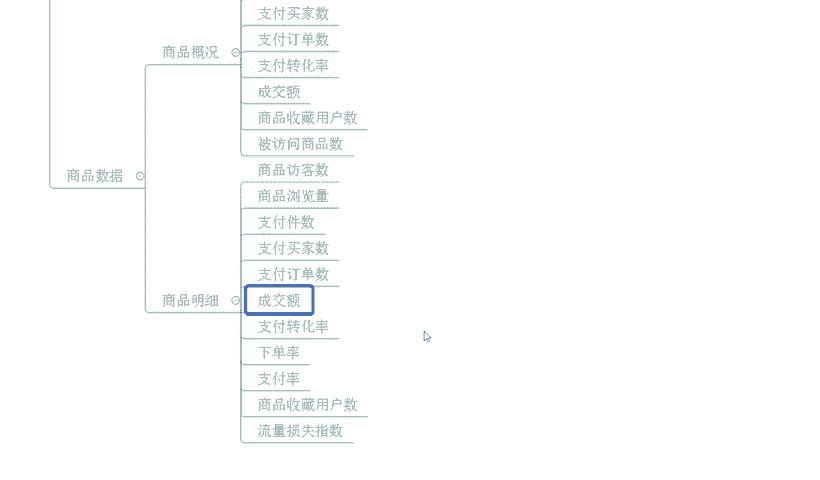 支付买家数
支付订单数
商品概况
支付转化率
成交额
商品收藏用户数
被访问商品数
商品数据
商品访客数
商品浏览量
支付件数
支付买家数
支付订单数
商品明细
成交额
支付转化率
下单率
支付率
商品收藏用户数
流量损失指数